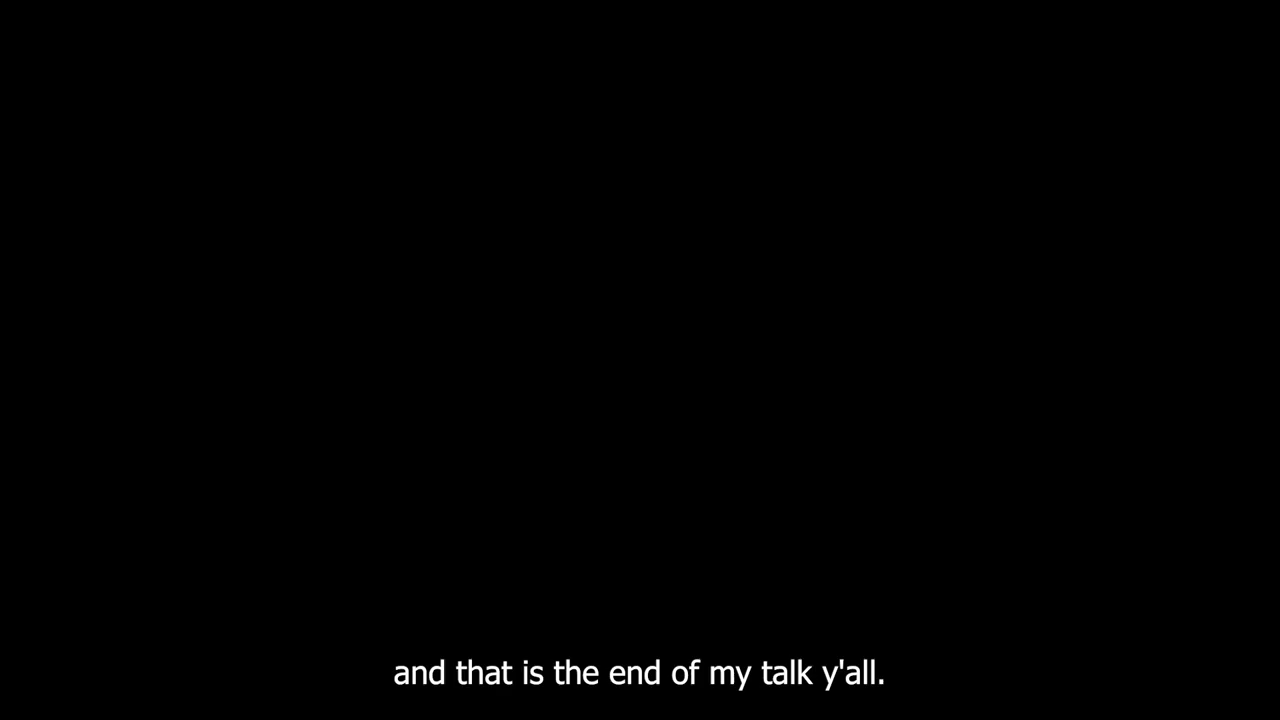 and that is the end of my talk y'all.